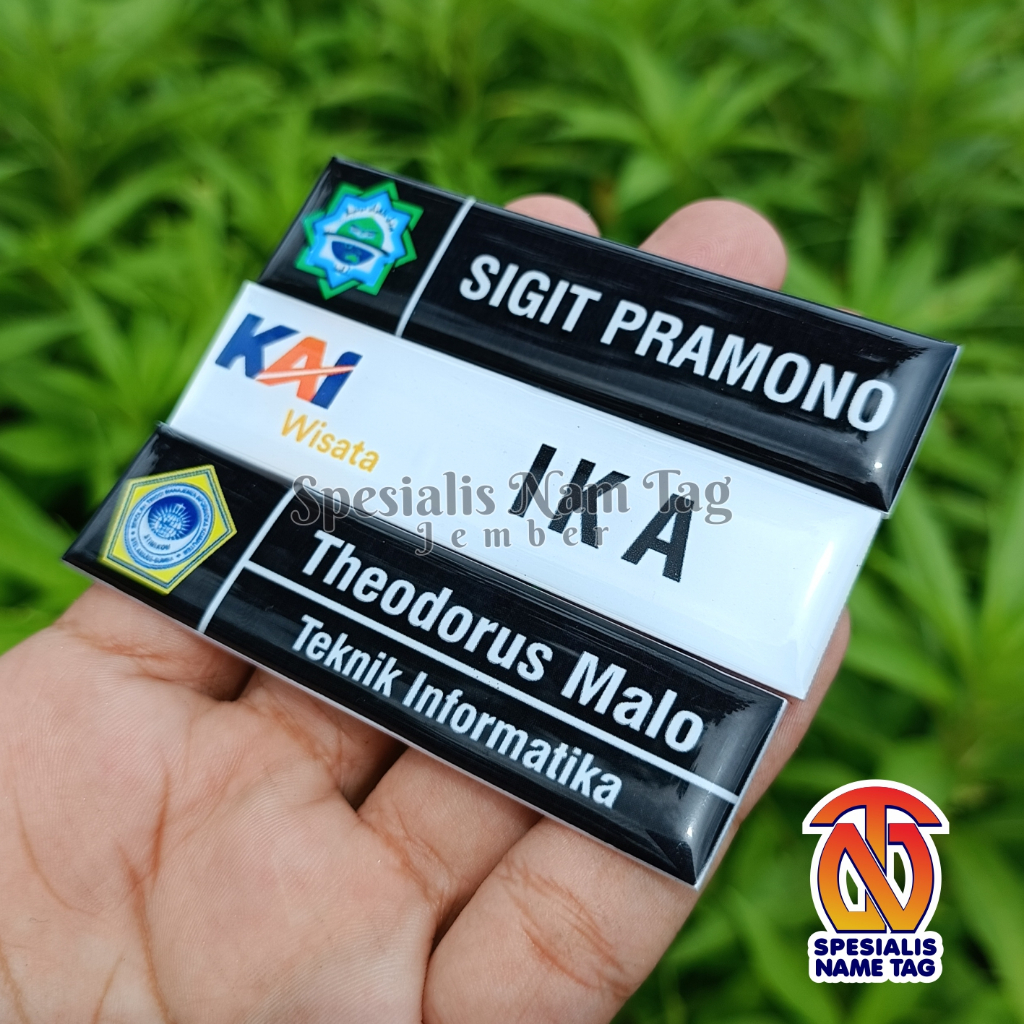 SIGIT PRAMONO
KAI
Wisata
IKA
Spesialis Nam Tag
Jember
Theodorus Malo
Teknik Informatika
SPESIALIS
NAME TAG